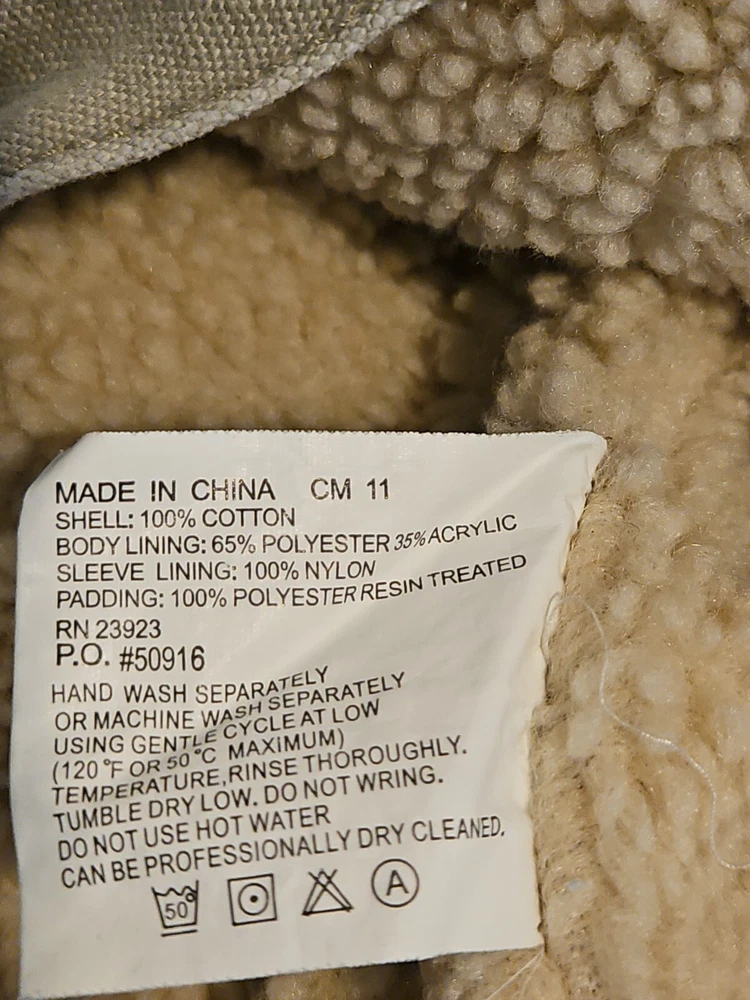 MADE IN CHINA CM 11
SHELL: 100% COTTON
BODY LINING: 65% POLYESTER 35% ACRYLIC
SLEEVE LINING: 100% NYLON
PADDING: 100% POLYESTER RESIN TREATED
RN 23923
P.O. #50916
HAND WASH SEPARATELY
OR MACHINE WASH SEPARATELY
USING GENTLE CYCLE AT LOW
(120°F OR 50°C MAXIMUM)
TEMPERATURE,RINSE THOROUGHLY.
TUMBLE DRY LOW. DO NOT WRING.
DO NOT USE HOT WATER
CAN BE PROFESSIONALLY DRY CLEANED.
50° A